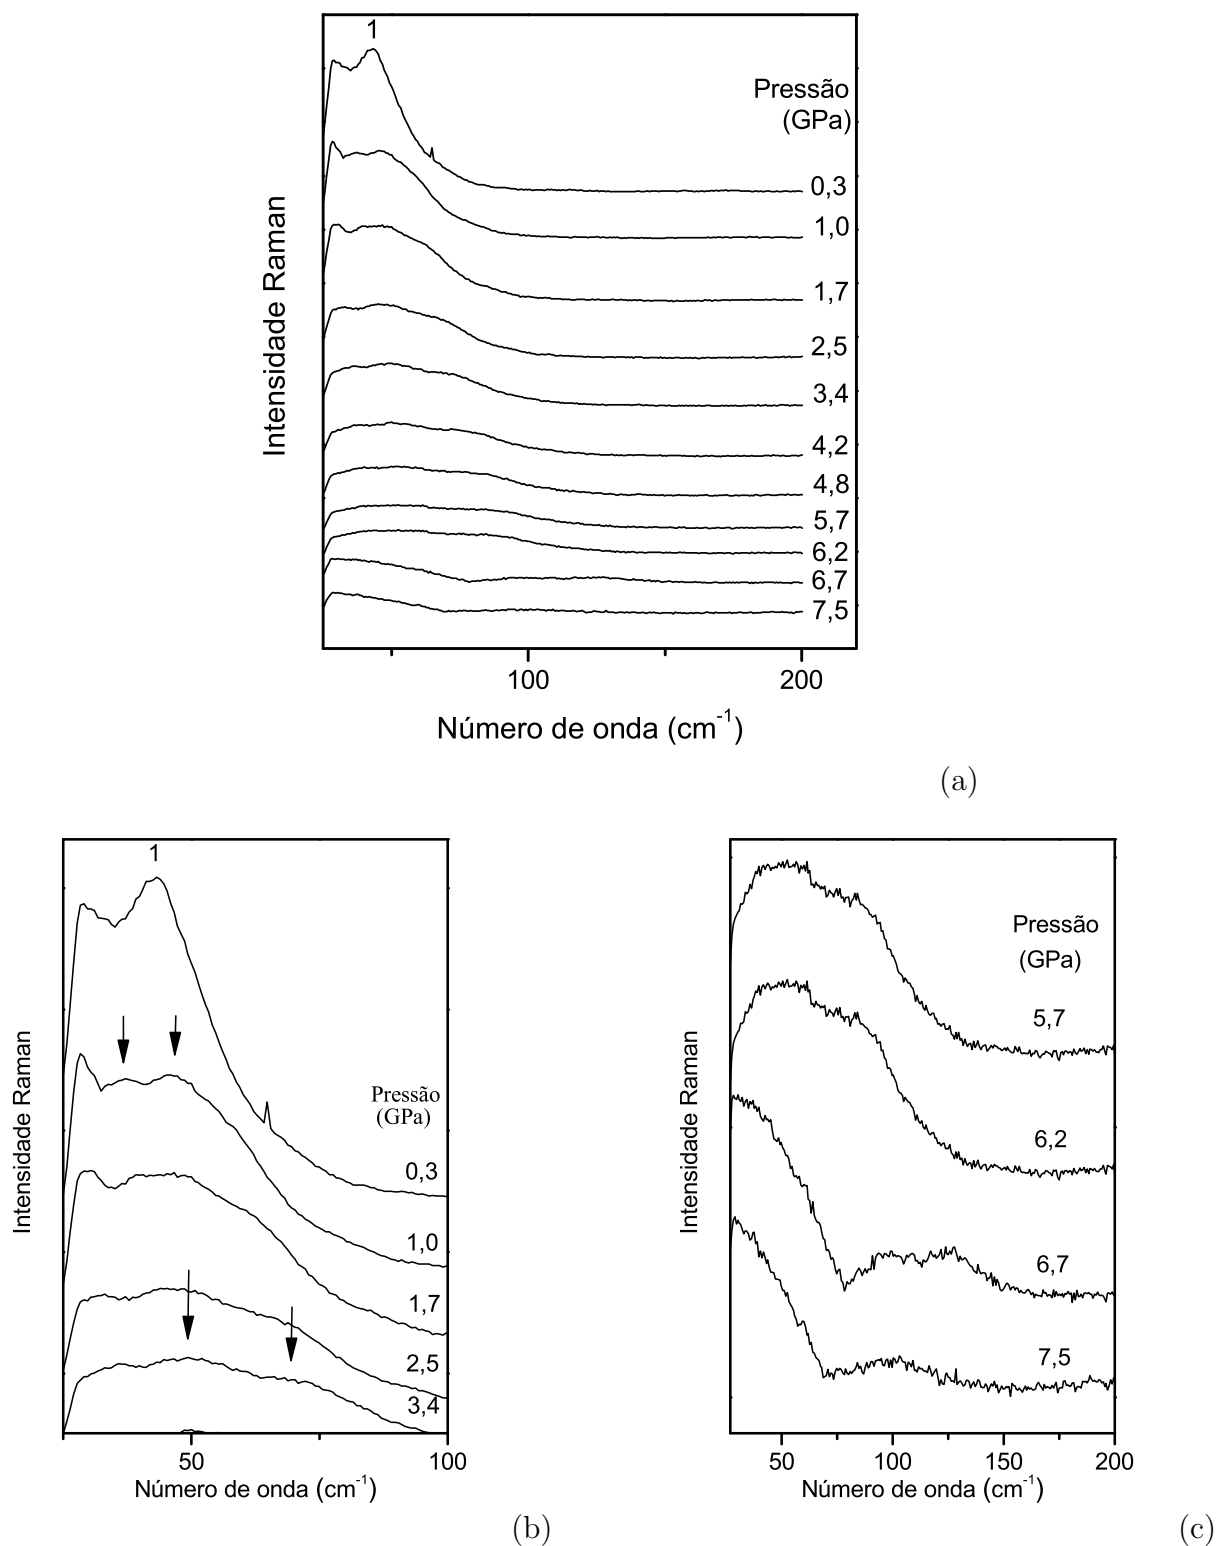 1
Pressão
(GPa)
0,3
1,0
1,7
2,5
3,4
4,2
4,8
5,7
6,2
6,7
7,5
Intensidade Raman
100
200
Número de onda (cm⁻¹)
(a)
1
Pressão
(GPa)
0,3
1,0
1,7
2,5
3,4
Intensidade Raman
50
100
Número de onda (cm⁻¹)
(b)
Pressão
(GPa)
5,7
6,2
6,7
7,5
Intensidade Raman
50
100
150
200
Número de onda (cm⁻¹)
(c)